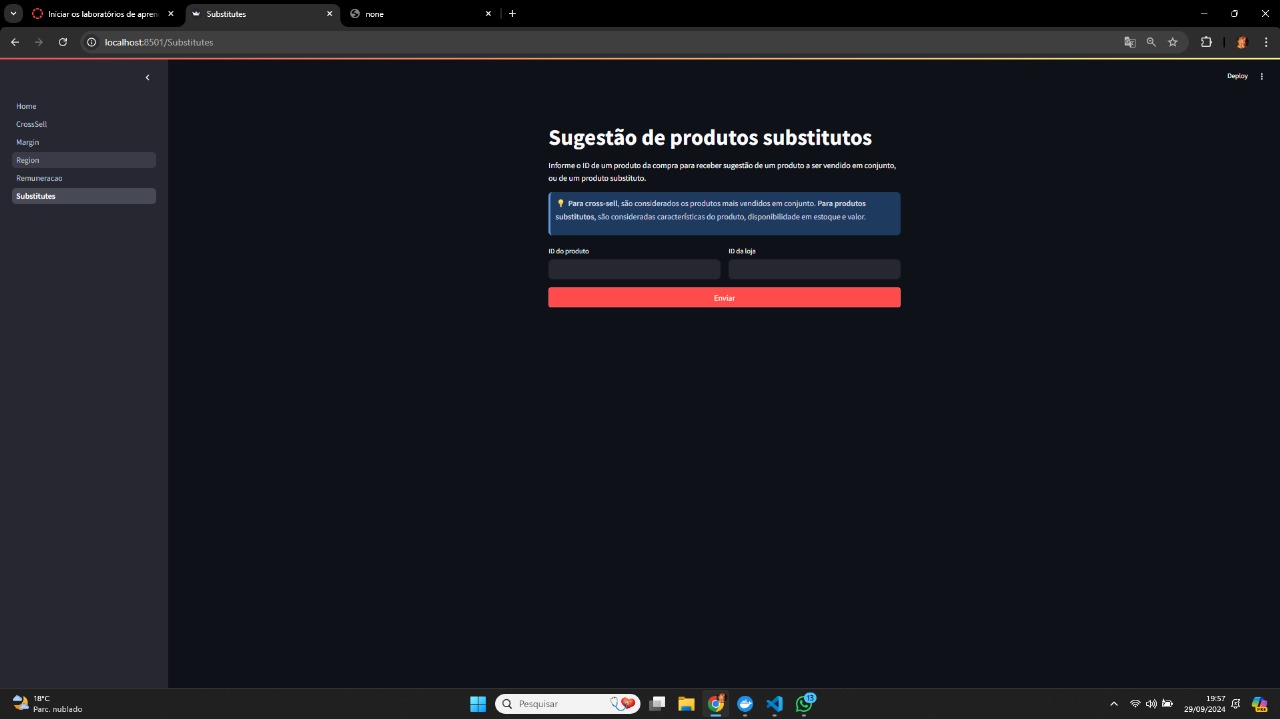 Iniciar os laboratórios de apren
Substitutes
none
localhost:8501/Substitutes
Deploy
Home
CrossSell
Margin
Region
Remuneracao
Substitutes
Sugestão de produtos substitutos
Informe o ID de um produto da compra para receber sugestão de um produto a ser vendido em conjunto,
ou de um produto substituto.
Para cross-sell, são considerados os produtos mais vendidos em conjunto. Para produtos
substitutos, são consideradas características do produto, disponibilidade em estoque e valor.
ID do produto
ID da loja
Enviar
18°C
Parc. nublado
Pesquisar
13
19:57
29/09/2024